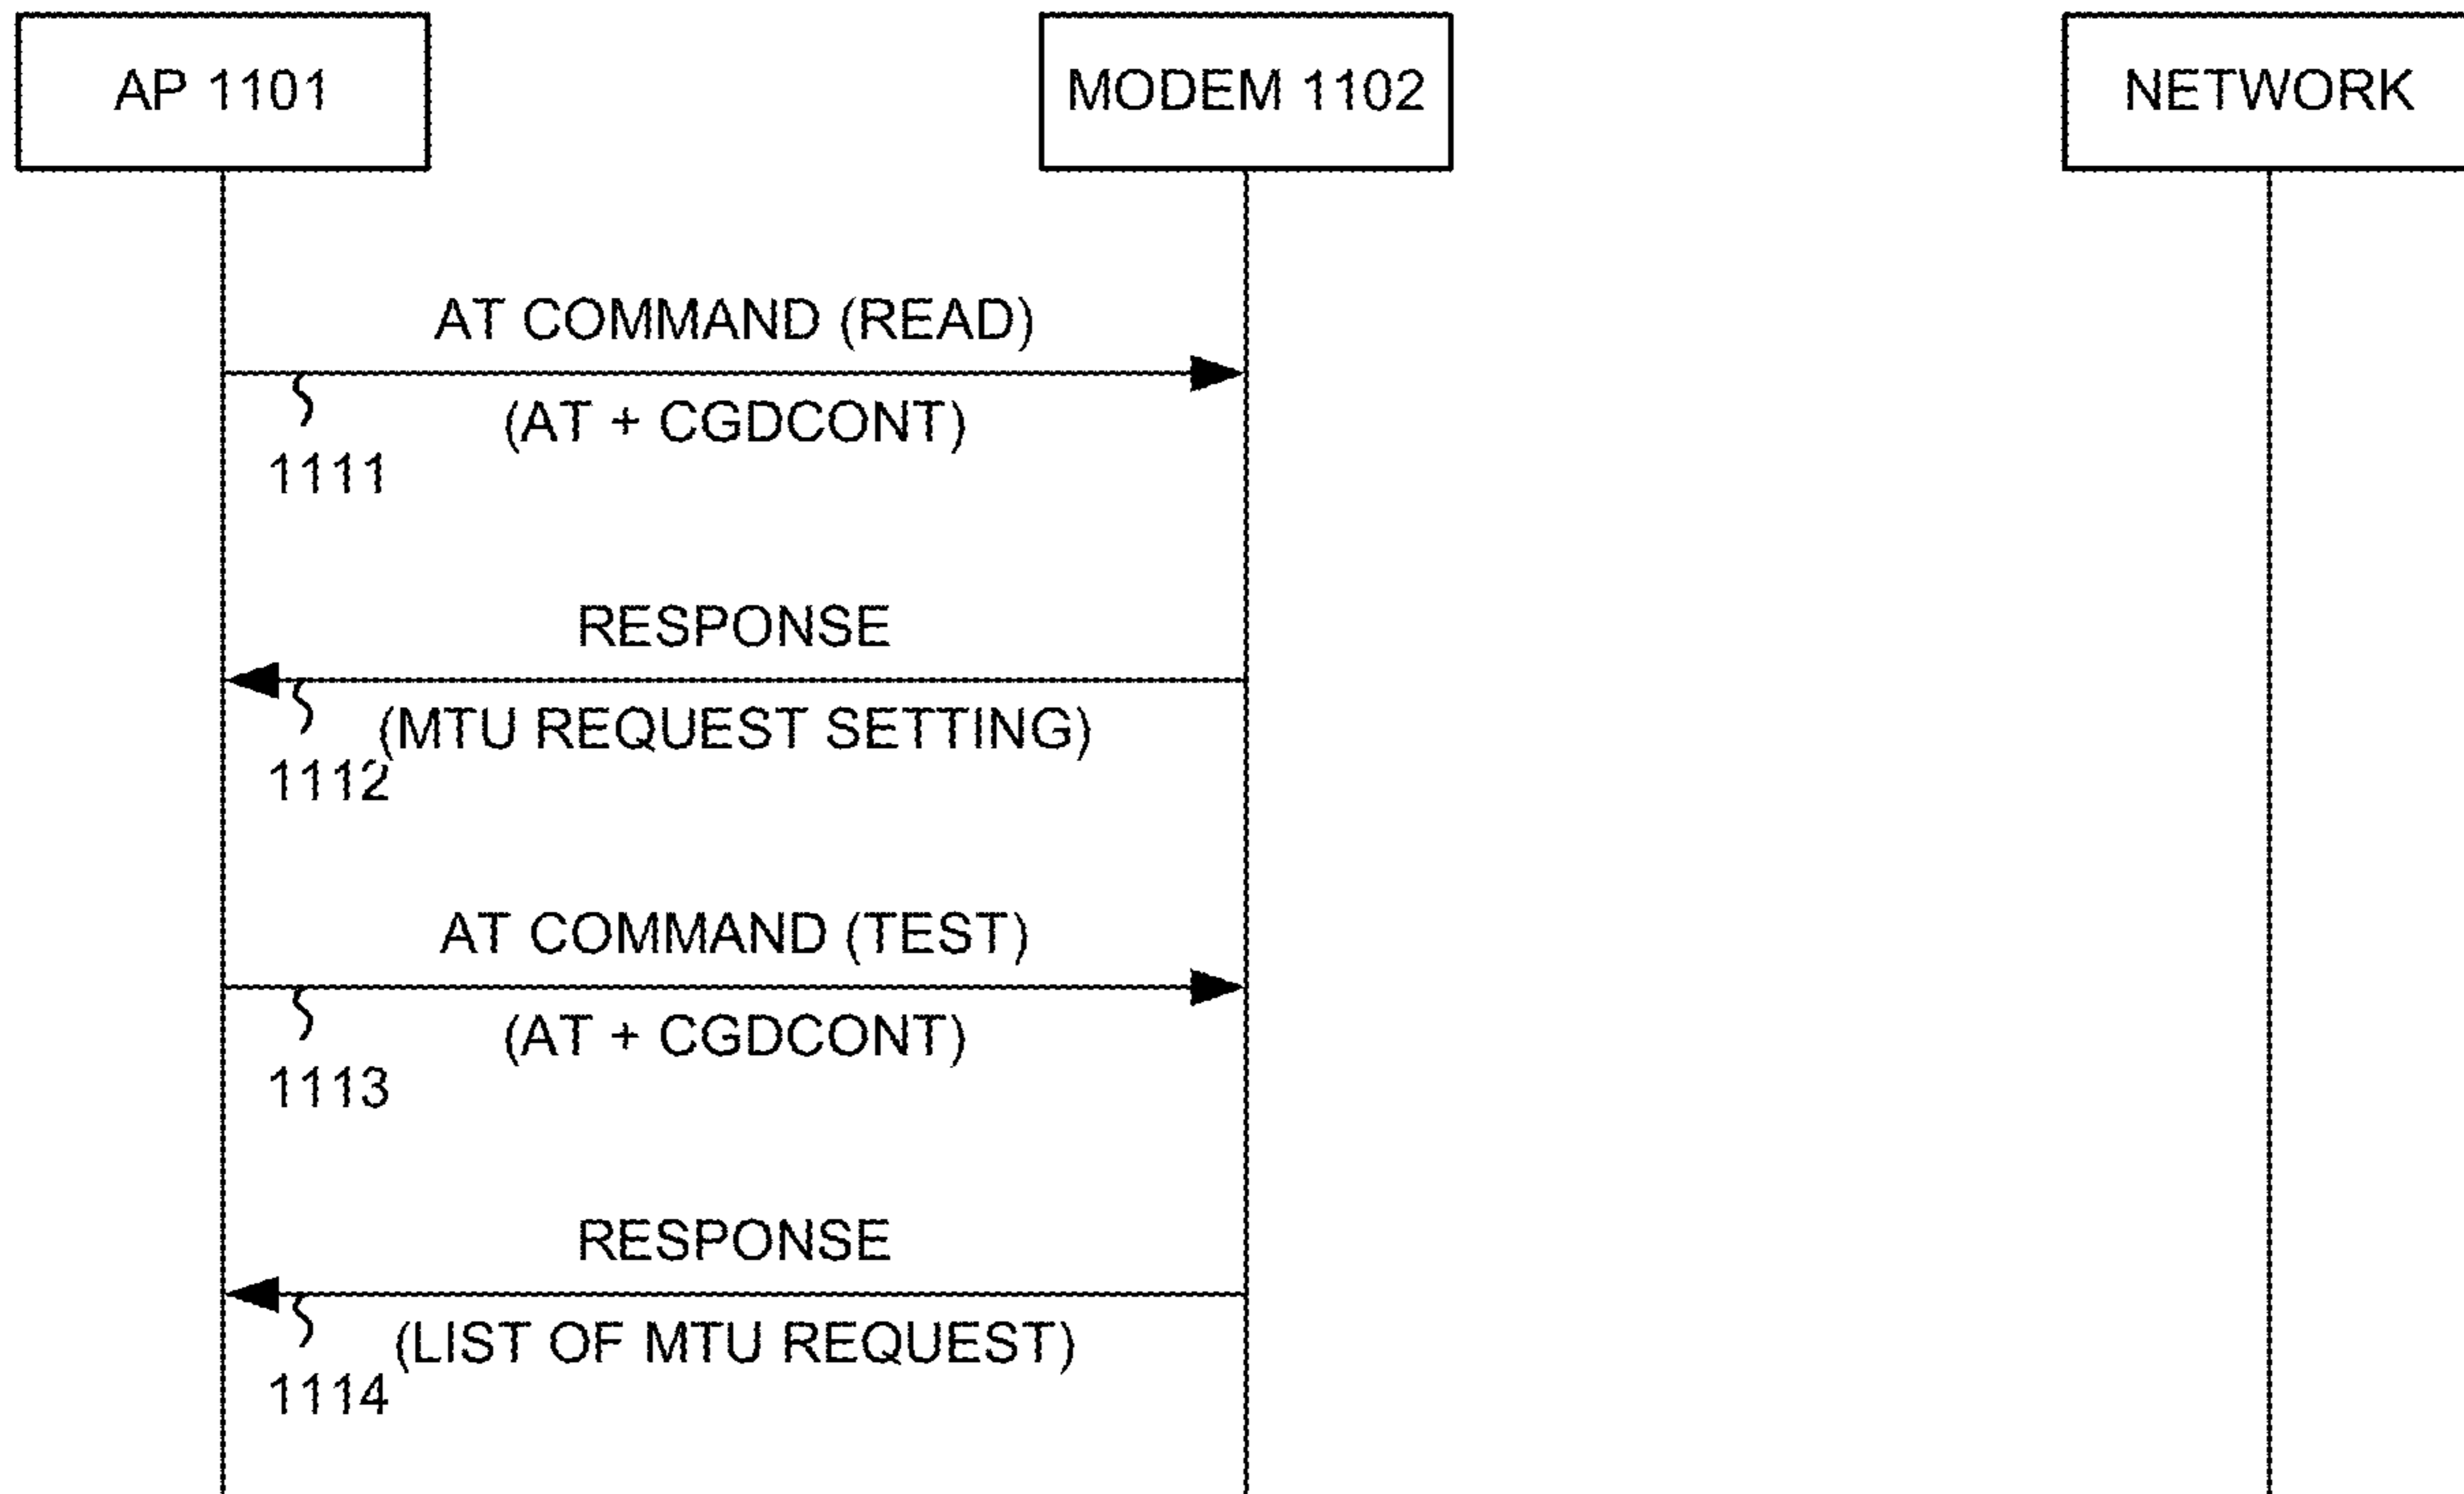 AP 1101
MODEM 1102
NETWORK
AT COMMAND (READ)
(AT + CGDCONT)
1111
RESPONSE
(MTU REQUEST SETTING)
1112
AT COMMAND (TEST)
(AT + CGDCONT)
1113
RESPONSE
(LIST OF MTU REQUEST)
1114